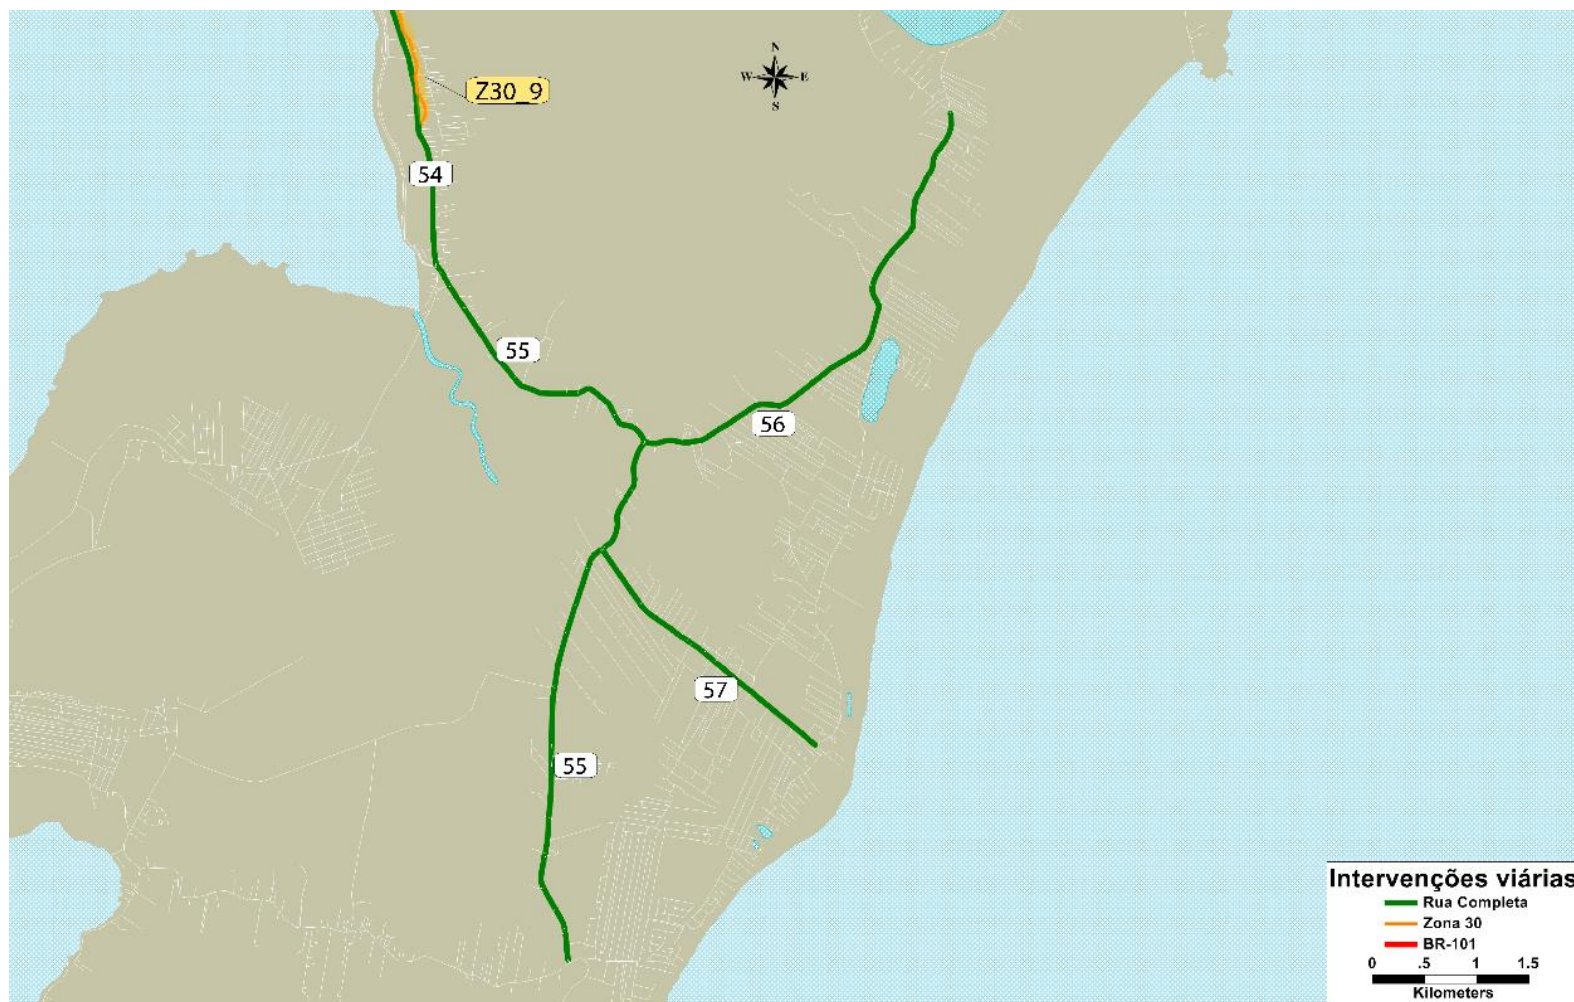 N
W E
S
Z30_9
54
55
56
57
55
Intervenções viárias
Rua Completa
Zona 30
BR-101
0 .5 1 1.5
Kilometers